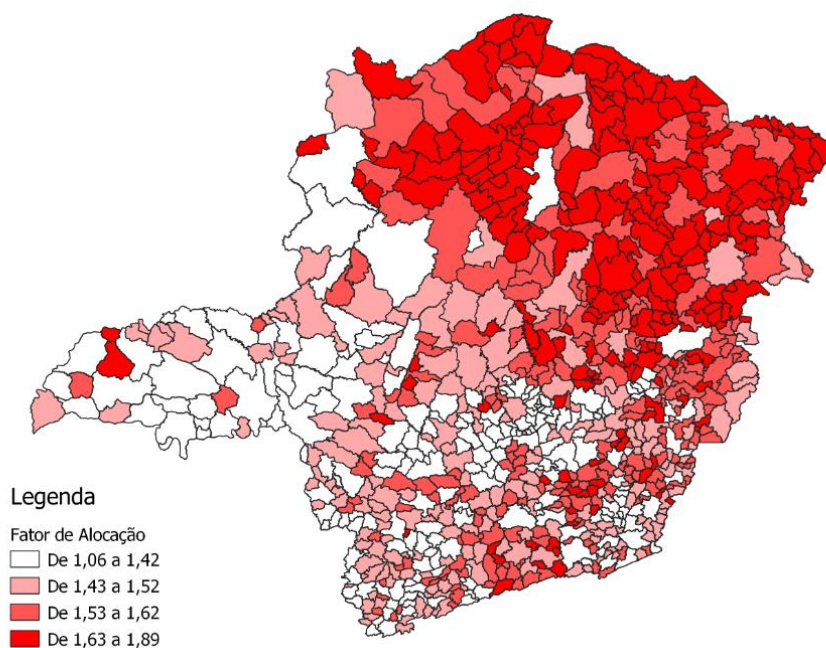 Legenda
Fator de Alocação
De 1,06 a 1,42
De 1,43 a 1,52
De 1,53 a 1,62
De 1,63 a 1,89